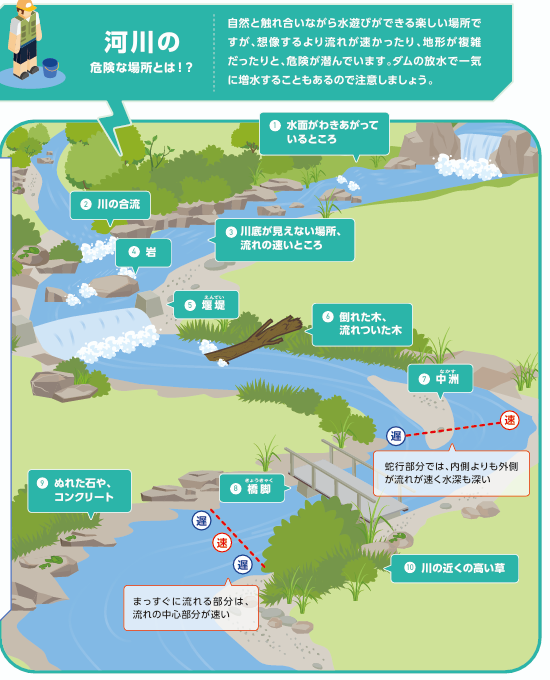 河川の
危険な場所とは！？
自然と触れ合いながら水遊びができる楽しい場所で
すが、想像するより流れが速かったり、地形が複雑
だったりと、危険が潜んでいます。ダムの放水で一気
に増水することもあるので注意しましょう。
1 水面がわきあがって
いるところ
2 川の合流
3 川底が見えない場所、
流れの速いところ
4 岩
えんてい
5 堰堤
6 倒れた木、
流れついた木
なかす
7 中洲
遅
速
蛇行部分では、内側よりも外側
が流れが速く水深も深い
9 ぬれた石や、
コンクリート
きょうきゃく
8 橋脚
遅
速
遅
10 川の近くの高い草
まっすぐに流れる部分は、
流れの中心部分が速い